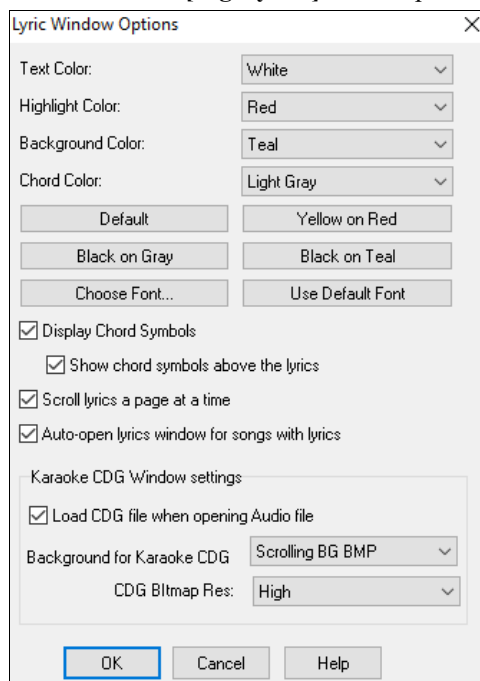 Lyric Window Options
Text Color: White
Highlight Color: Red
Background Color: Teal
Chord Color: Light Gray
Default Yellow on Red
Black on Gray Black on Teal
Choose Font... Use Default Font
Display Chord Symbols
Show chord symbols above the lyrics
Scroll lyrics a page at a time
Auto-open lyrics window for songs with lyrics
Karaoke CDG Window settings
Load CDG file when opening Audio file
Background for Karaoke CDG Scrolling BG BMP
CDG BItmap Res: High
OK Cancel Help